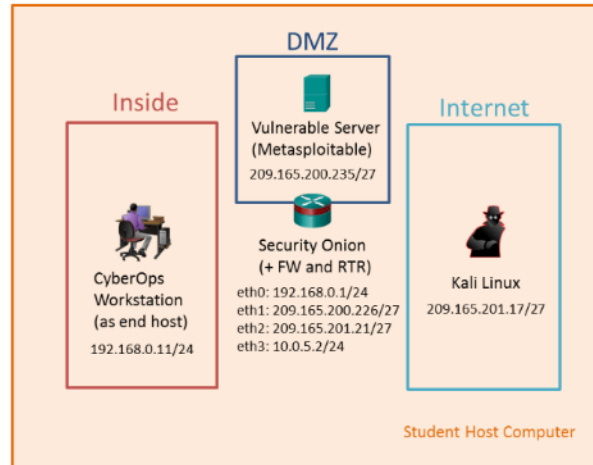 DMZ
Inside
Internet
Vulnerable Server
(Metasploitable)
209.165.200.235/27
CyberOps
Workstation
(as end host)
192.168.0.11/24
Security Onion
(+ FW and RTR)
eth0: 192.168.0.1/24
eth1: 209.165.200.226/27
eth2: 209.165.201.21/27
eth3: 10.0.5.2/24
Kali Linux
209.165.201.17/27
Student Host Computer